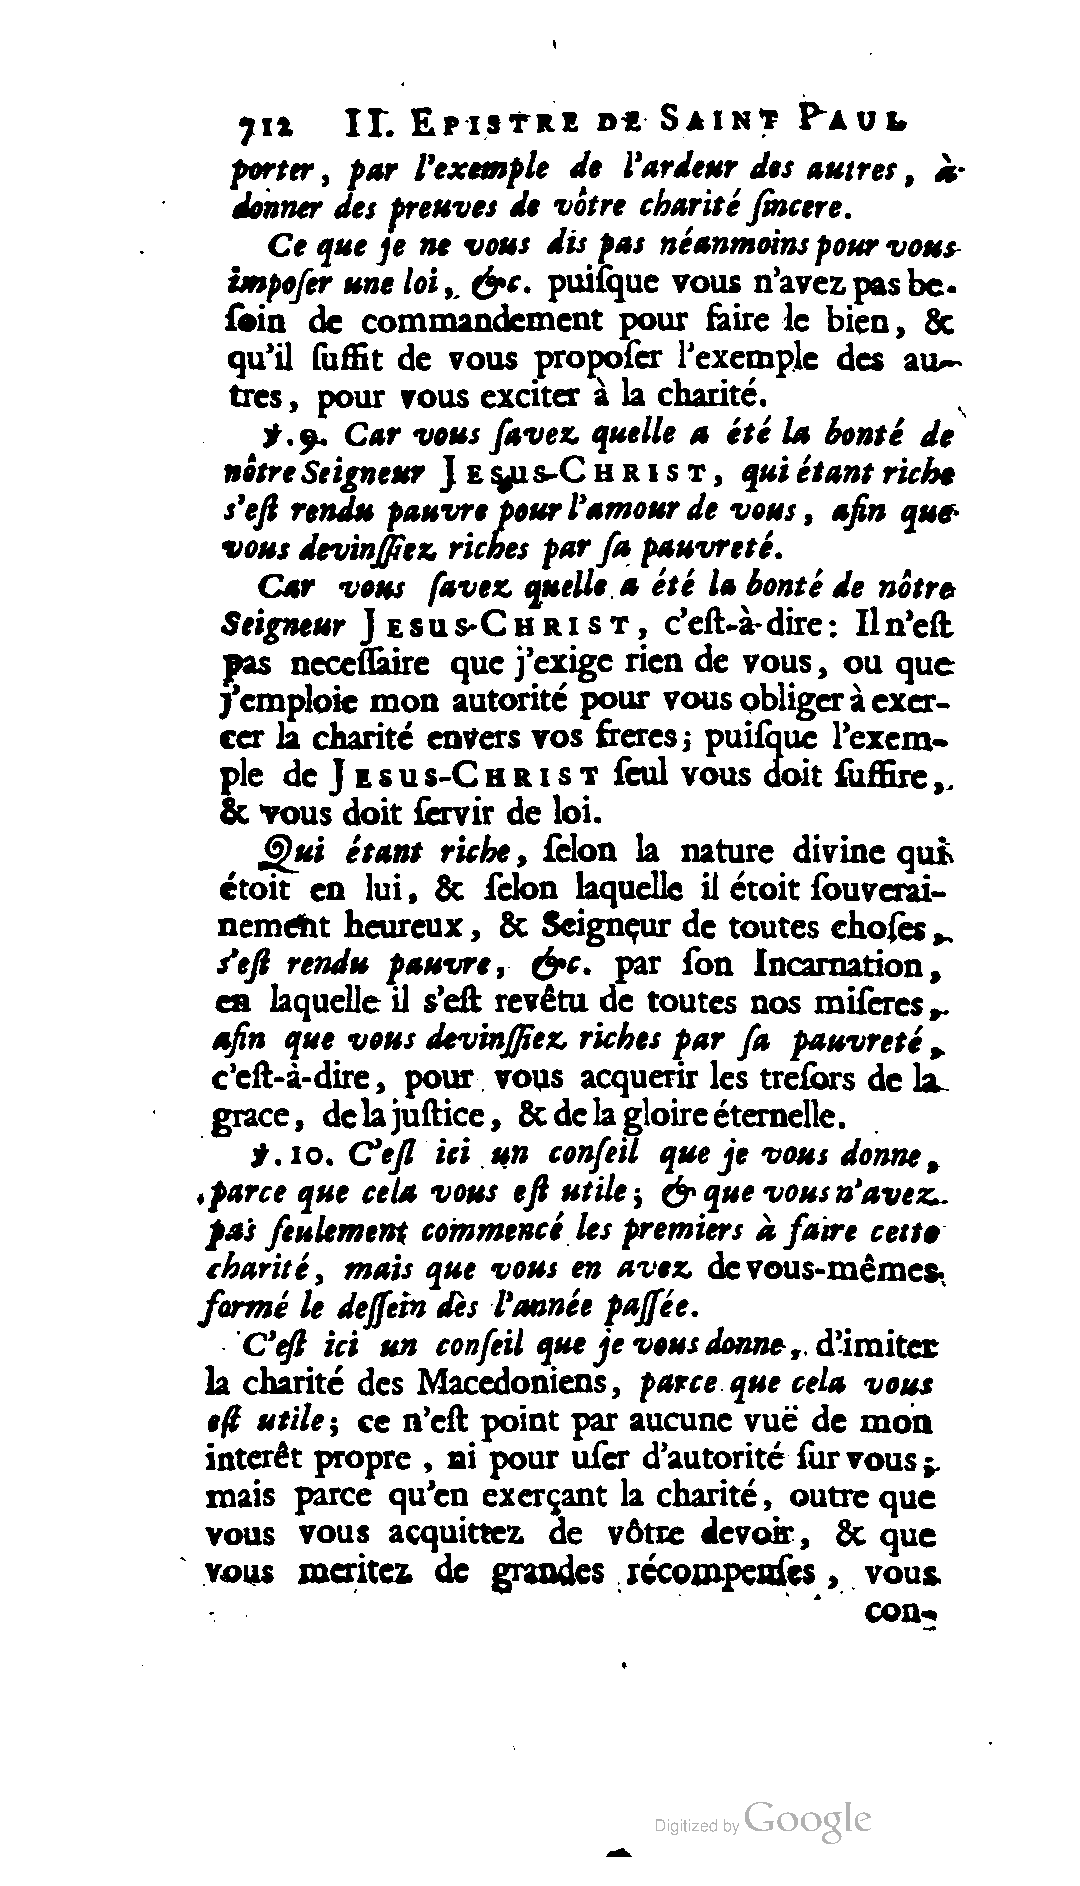 712 II. EPISTRE DE SAINT PAUL
porter, par l'exemple de l'ardeur des autres, à
donner des preuves de vôtre charité ſincere.
Ce que je ne vous dis pas néanmoins pour vous
impoſer une loi, &c. puiſque vous n'avez pas be-
ſoin de commandement pour faire le bien, &
qu'il ſuffit de vous propoſer l'exemple des au-
tres, pour vous exciter à la charité.
℣. 9. Car vous ſavez quelle a été la bonté de
nôtre Seigneur JESUS-CHRIST, qui étant riche
s'eſt rendu pauvre pour l'amour de vous, afin que
vous devinſſiez riches par ſa pauvreté.
Car vous ſavez quelle a été la bonté de nôtre
Seigneur JESUS-CHRIST, c'eſt-à-dire: Il n'eſt
pas neceſſaire que j'exige rien de vous, ou que
j'emploie mon autorité pour vous obliger à exer-
cer la charité envers vos freres; puiſque l'exem-
ple de JESUS-CHRIST ſeul vous doit ſuffire,
& vous doit ſervir de loi.
Qui étant riche, ſelon la nature divine qui
étoit en lui, & ſelon laquelle il étoit ſouverai-
nement heureux, & Seigneur de toutes choſes,
s'eſt rendu pauvre, &c. par ſon Incarnation,
en laquelle il s'eſt revêtu de toutes nos miſeres,
afin que vous devinſſiez riches par ſa pauvreté,
c'eſt-à-dire, pour vous acquerir les treſors de la
grace, de la juſtice, & de la gloire éternelle.
℣. 10. C'eſt ici un conſeil que je vous donne,
parce que cela vous eſt utile; & que vous n'avez
pas ſeulement commencé les premiers à faire cette
charité, mais que vous en avez de vous-mêmes
formé le deſſein dès l'année paſſée.
C'eſt ici un conſeil que je vous donne, d'imiter
la charité des Macedoniens, parce que cela vous
eſt utile; ce n'eſt point par aucune vuë de mon
interêt propre, ni pour uſer d'autorité ſur vous;
mais parce qu'en exerçant la charité, outre que
vous vous acquittez de vôtre devoir, & que
vous meritez de grandes récompenſes, vous
con-
Digitized by Google